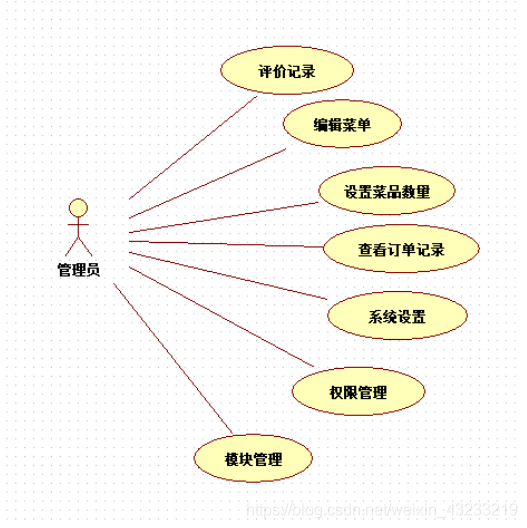 评价记录
编辑菜单
设置菜品数量
查看订单记录
管理员
系统设置
权限管理
模块管理
https://blog.csdn.net/weixin_43233219